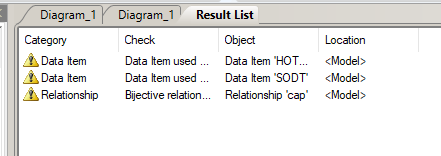 Diagram_1 Diagram_1 Result List
Category Check Object Location
Data Item Data Item used ... Data Item 'HOT... <Model>
Data Item Data Item used ... Data Item 'SODT' <Model>
Relationship Bijective relation... Relationship 'cap' <Model>